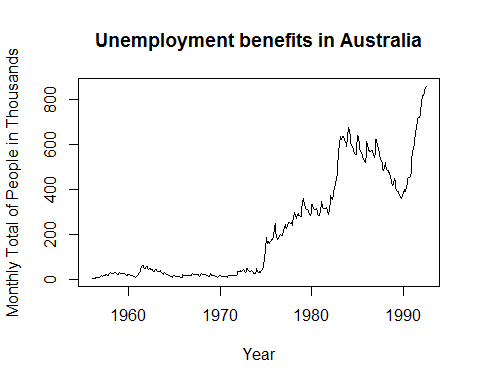 Unemployment benefits in Australia
Monthly Total of People in Thousands
800
600
400
200
0
1960 1970 1980 1990
Year